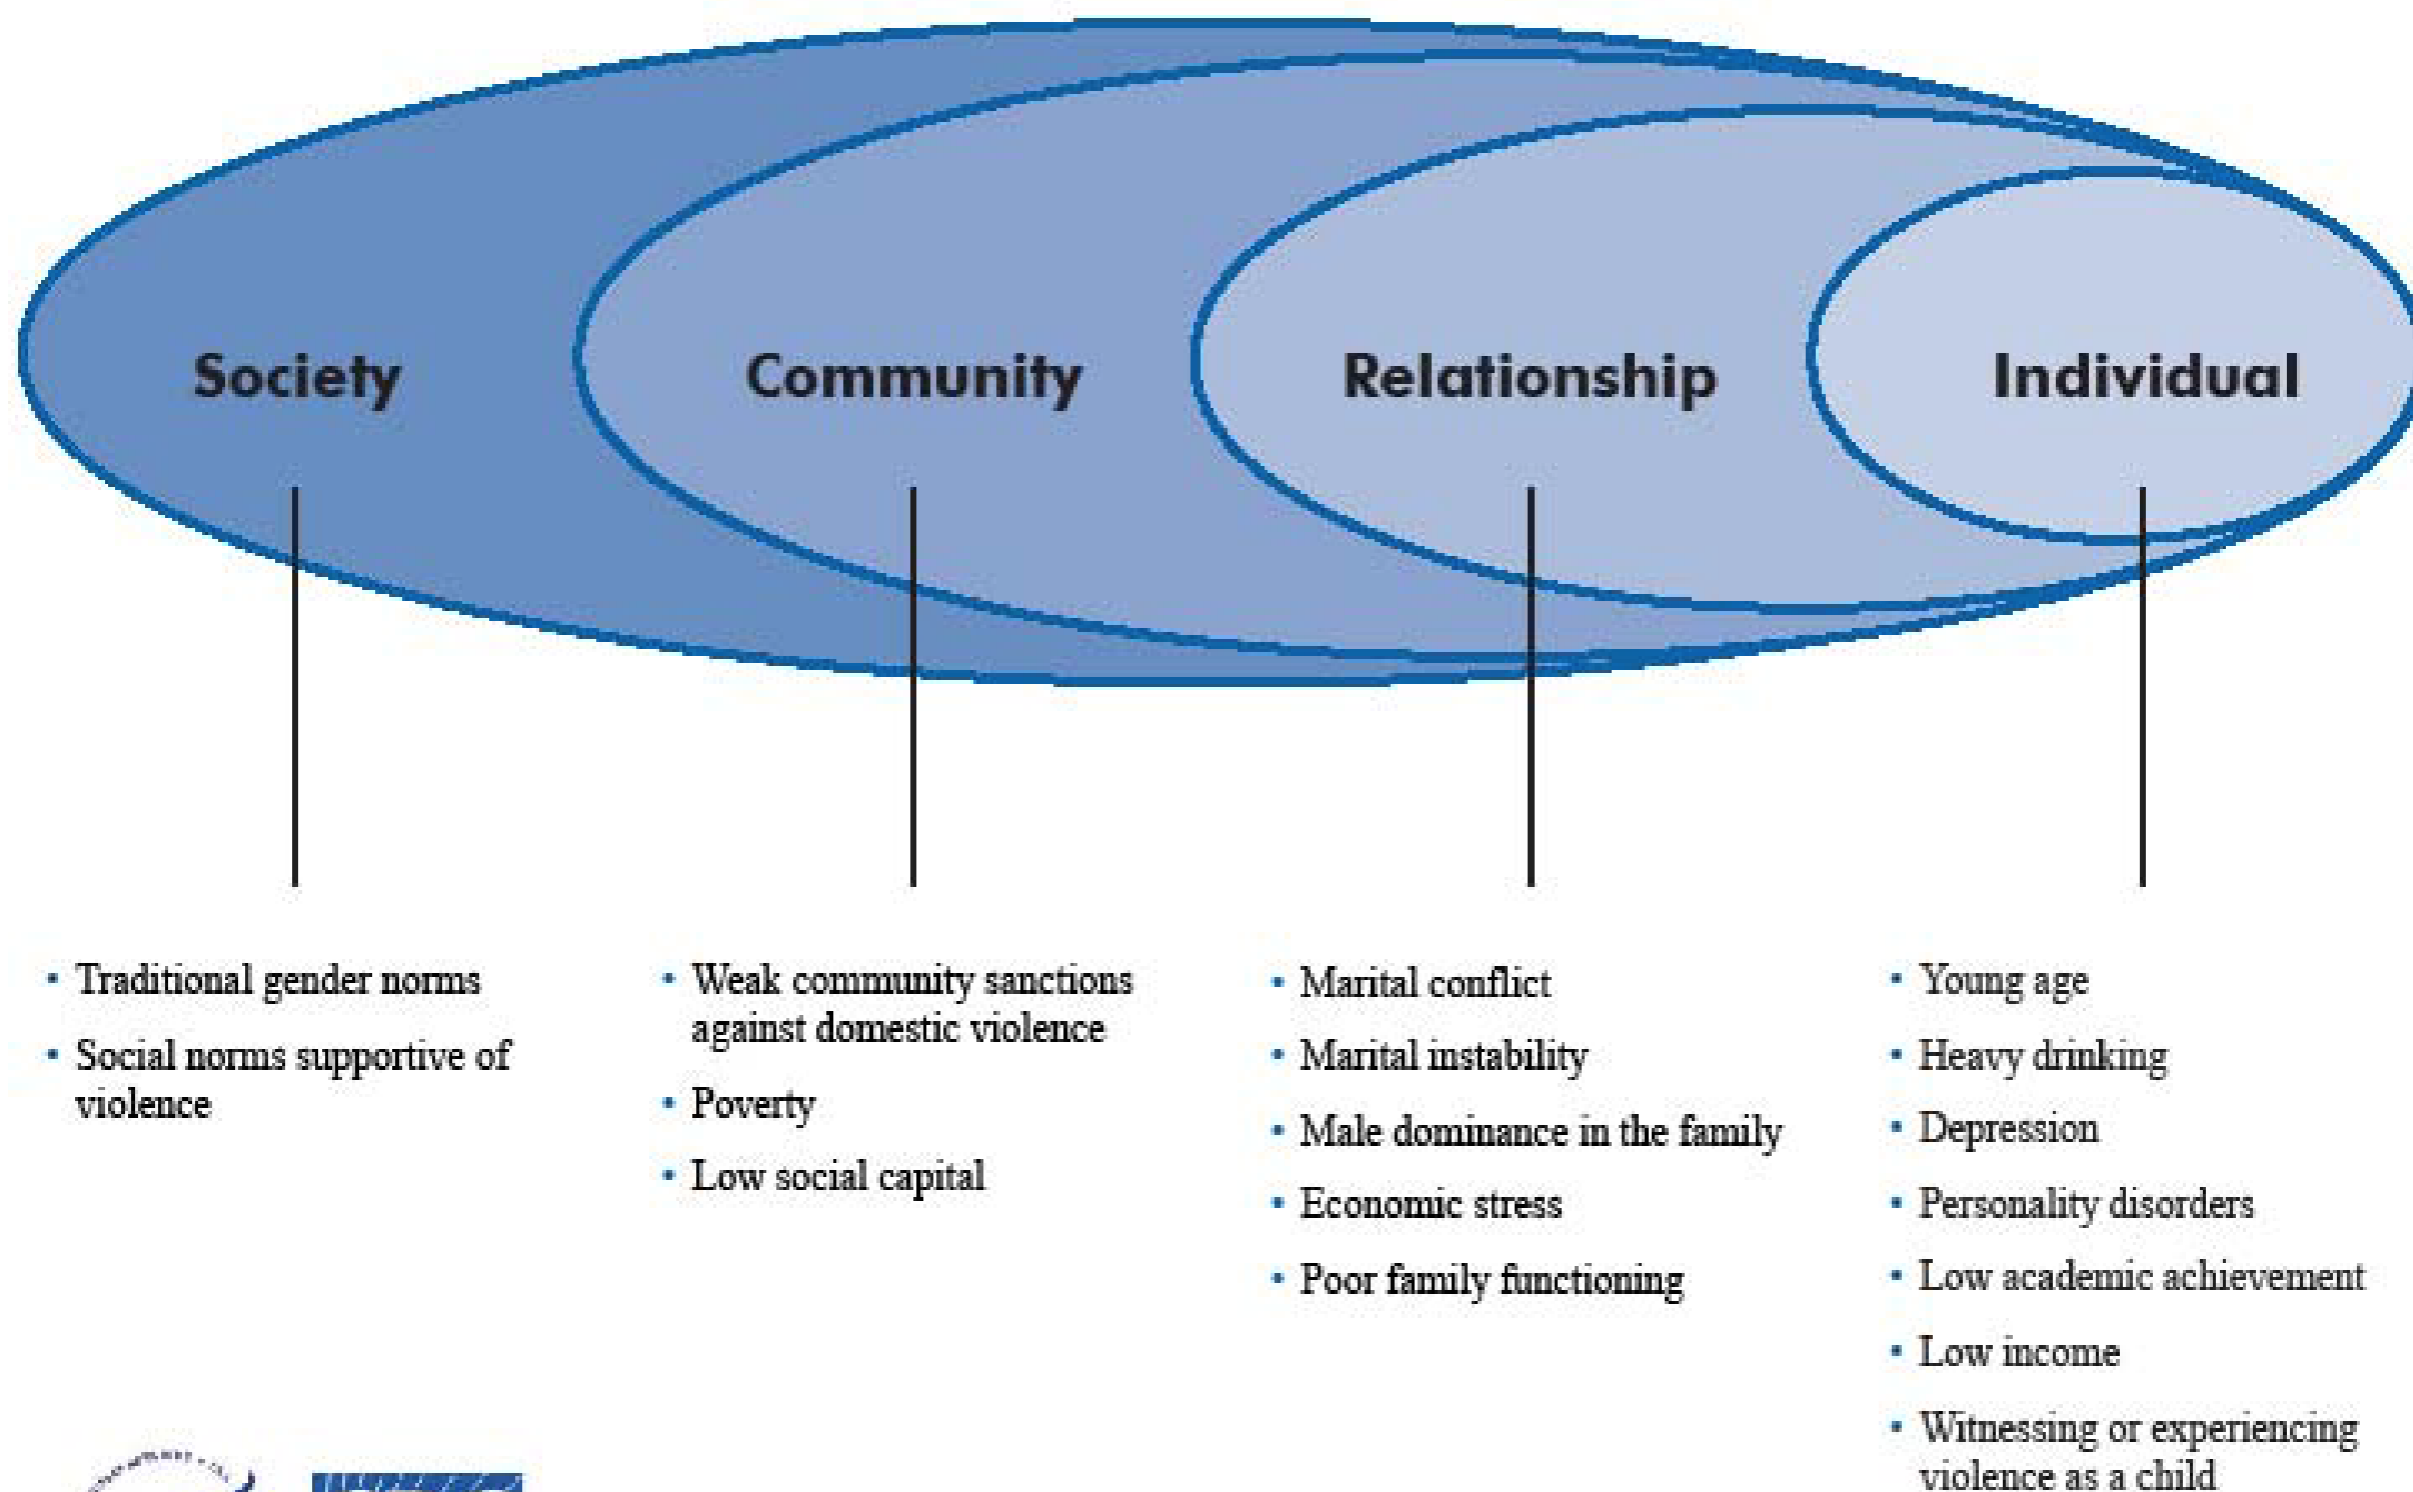 Society
Community
Relationship
Individual
• Traditional gender norms
• Social norms supportive of
violence
• Weak community sanctions
against domestic violence
• Poverty
• Low social capital
• Marital conflict
• Marital instability
• Male dominance in the family
• Economic stress
• Poor family functioning
• Young age
• Heavy drinking
• Depression
• Personality disorders
• Low academic achievement
• Low income
• Witnessing or experiencing
violence as a child